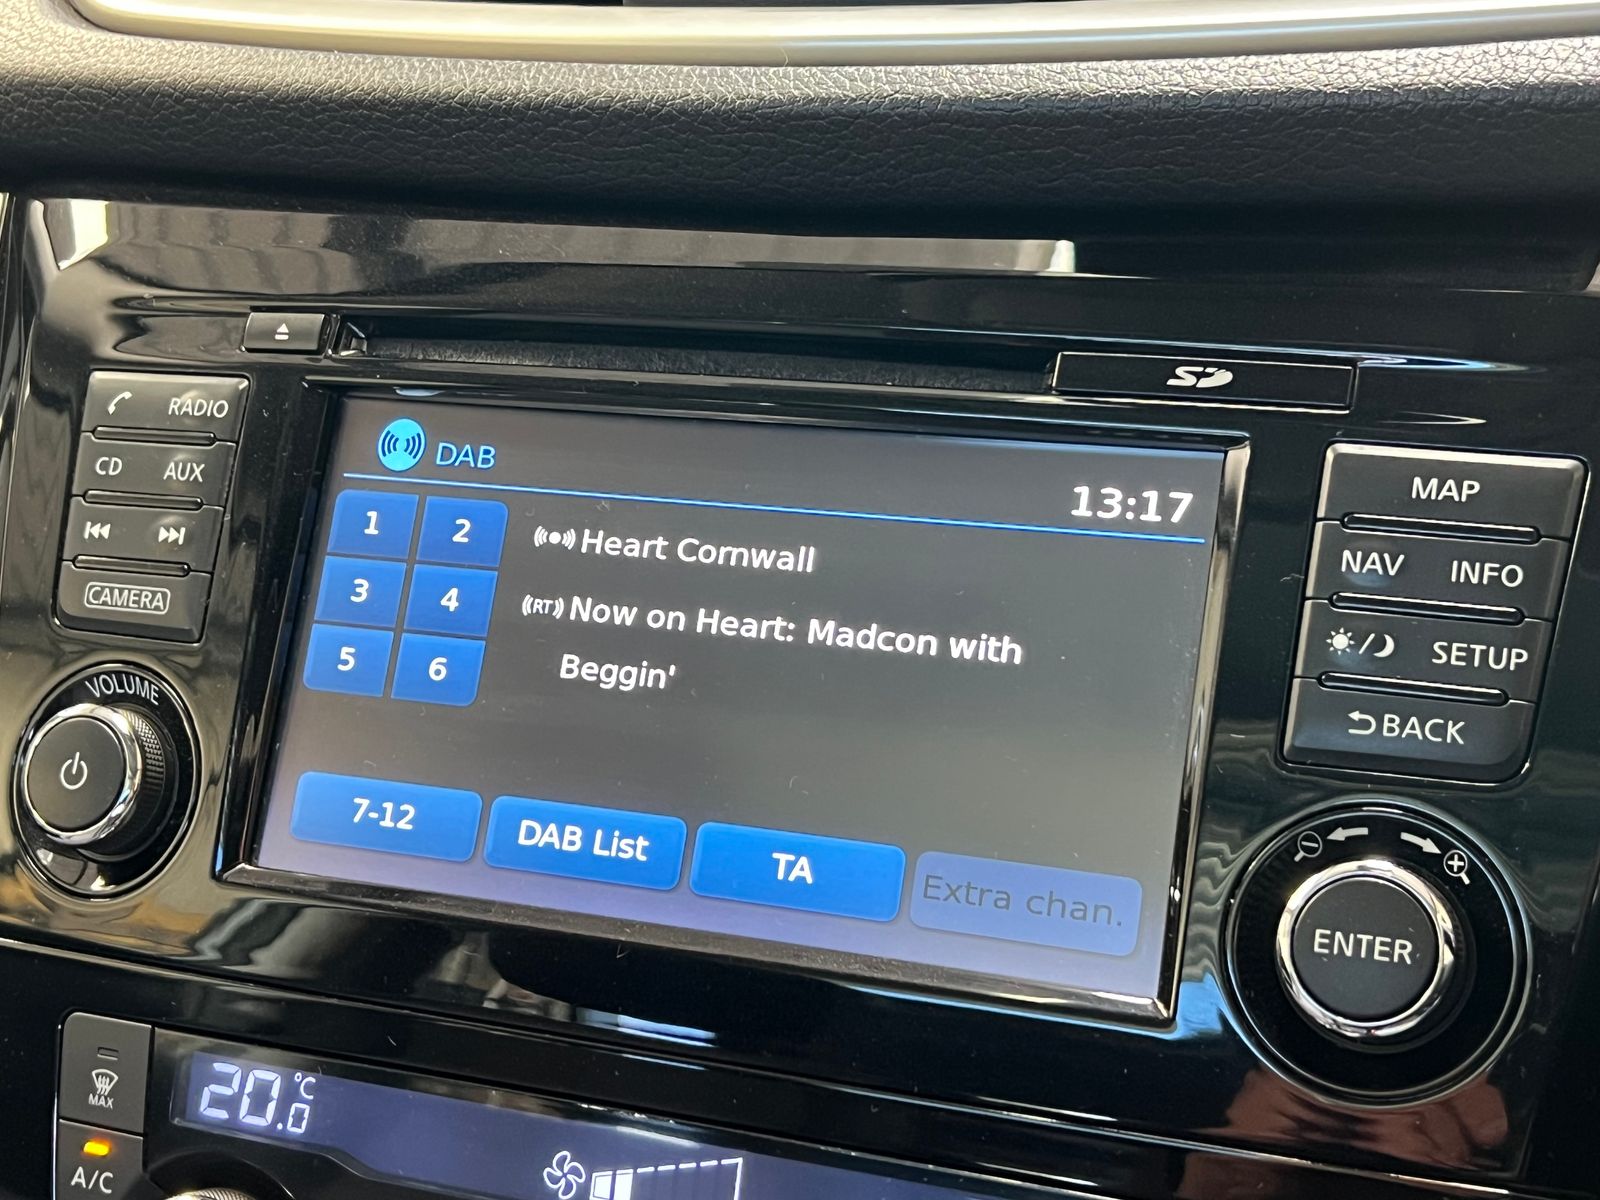 SD
RADIO
CD AUX
CAMERA
VOLUME
DAB
13:17
1 2
3 4
5 6
Heart Cornwall
RT Now on Heart: Madcon with
Beggin'
7-12 DAB List TA Extra chan.
MAP
NAV INFO
SETUP
BACK
ENTER
MAX
20.0 °C
A/C